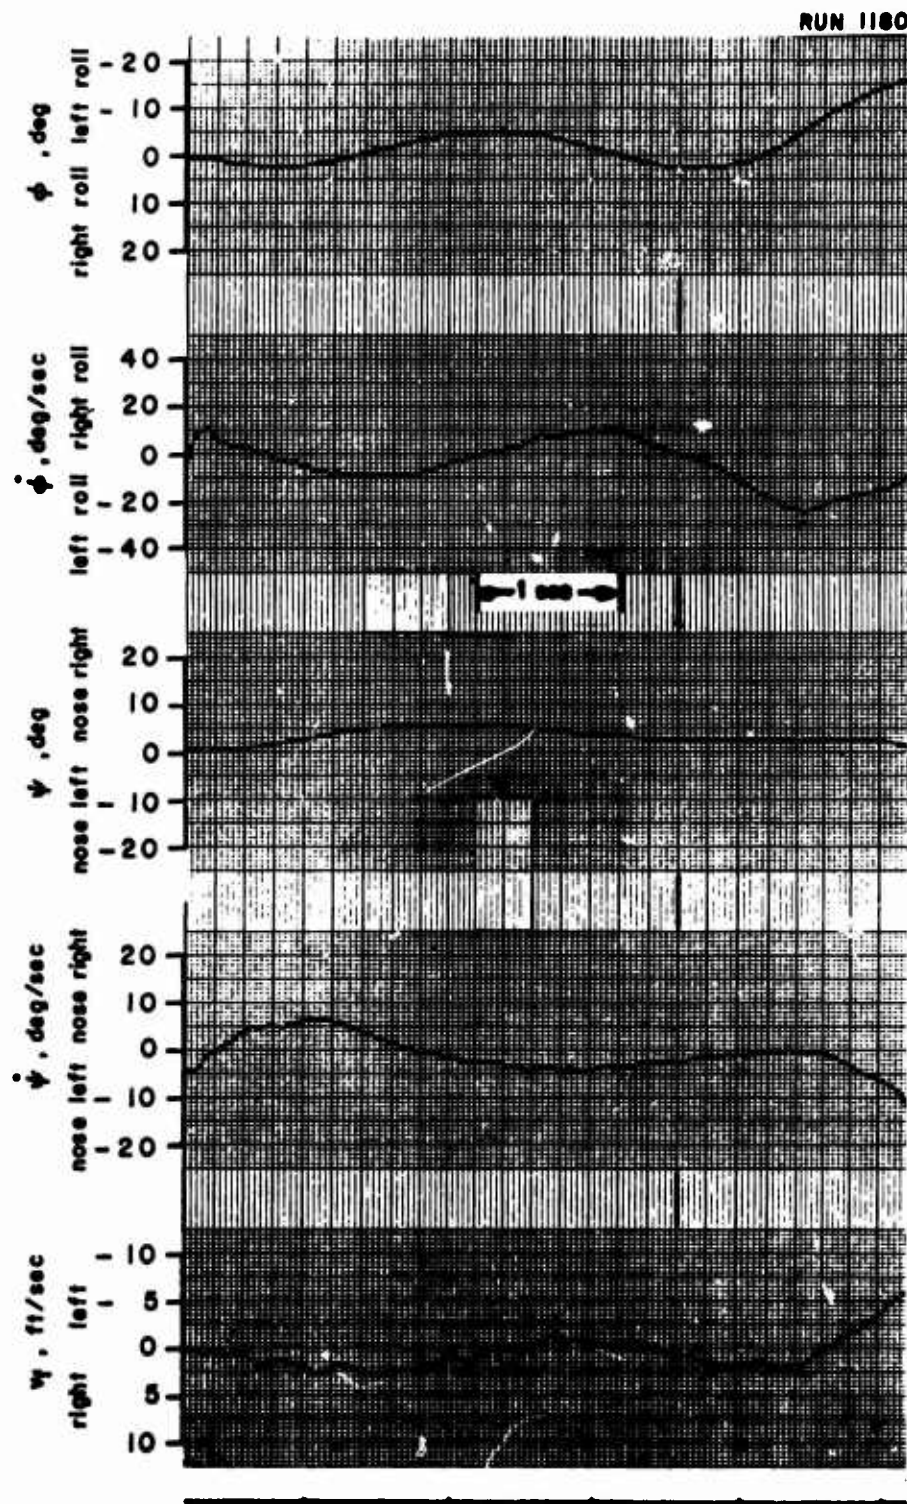 RUN 1180
φ, deg
right roll left roll
- 20
- 10
0
10
20
φ̇, deg/sec
left roll right roll
40
20
0
- 20
- 40
1 sec
ψ, deg
nose left nose right
20
10
0
- 10
- 20
ψ̇, deg/sec
nose left nose right
20
10
0
- 10
- 20
, ft/sec
right left
- 10
- 5
0
5
10